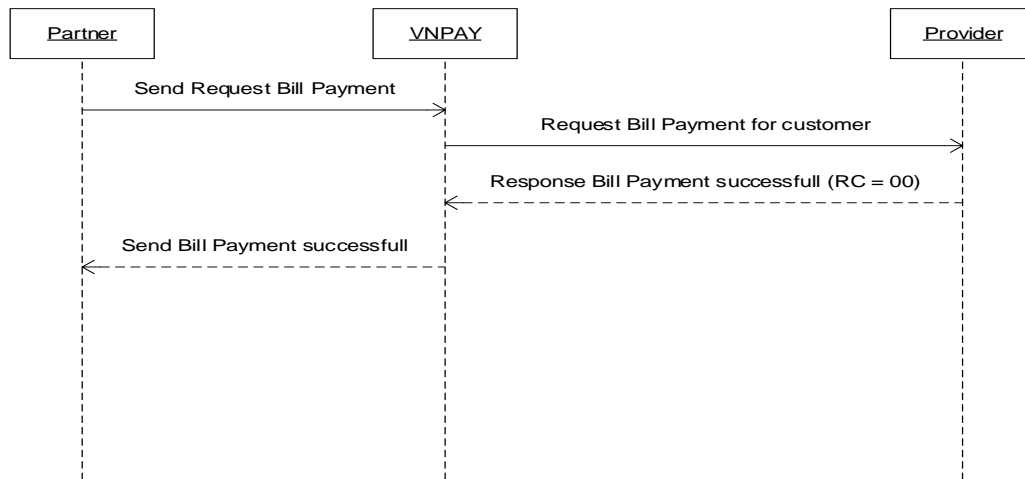 Partner
VNPAY
Provider
Send Request Bill Payment
Request Bill Payment for customer
Response Bill Payment successfull (RC = 00)
Send Bill Payment successfull